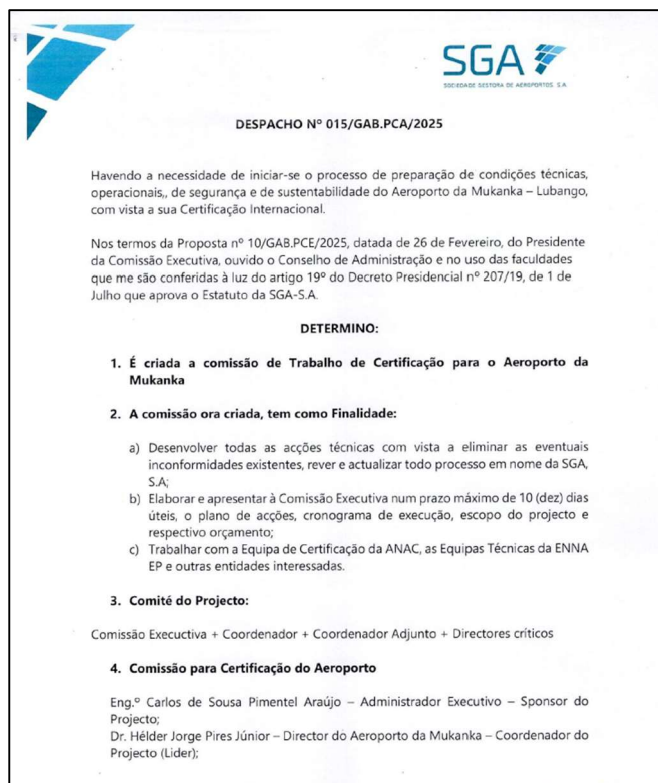 SGA
SOCIEDADE GESTORA DE AEROPORTOS, S.A
DESPACHO Nº 015/GAB.PCA/2025
Havendo a necessidade de iniciar-se o processo de preparação de condições técnicas,
operacionais,, de segurança e de sustentabilidade do Aeroporto da Mukanka – Lubango,
com vista a sua Certificação Internacional.
Nos termos da Proposta nº 10/GAB.PCE/2025, datada de 26 de Fevereiro, do Presidente
da Comissão Executiva, ouvido o Conselho de Administração e no uso das faculdades
que me são conferidas à luz do artigo 19º do Decreto Presidencial nº 207/19, de 1 de
Julho que aprova o Estatuto da SGA-S.A.
DETERMINO:
1. É criada a comissão de Trabalho de Certificação para o Aeroporto da
Mukanka
2. A comissão ora criada, tem como Finalidade:
a) Desenvolver todas as acções técnicas com vista a eliminar as eventuais
inconformidades existentes, rever e actualizar todo processo em nome da SGA,
S.A;
b) Elaborar e apresentar à Comissão Executiva num prazo máximo de 10 (dez) dias
úteis, o plano de acções, cronograma de execução, escopo do projecto e
respectivo orçamento;
c) Trabalhar com a Equipa de Certificação da ANAC, as Equipas Técnicas da ENNA
EP e outras entidades interessadas.
3. Comité do Projecto:
Comissão Execuctiva + Coordenador + Coordenador Adjunto + Directores críticos
4. Comissão para Certificação do Aeroporto
Eng.º Carlos de Sousa Pimentel Araújo – Administrador Executivo – Sponsor do
Projecto;
Dr. Hélder Jorge Pires Júnior – Director do Aeroporto da Mukanka – Coordenador do
Projecto (Lider);